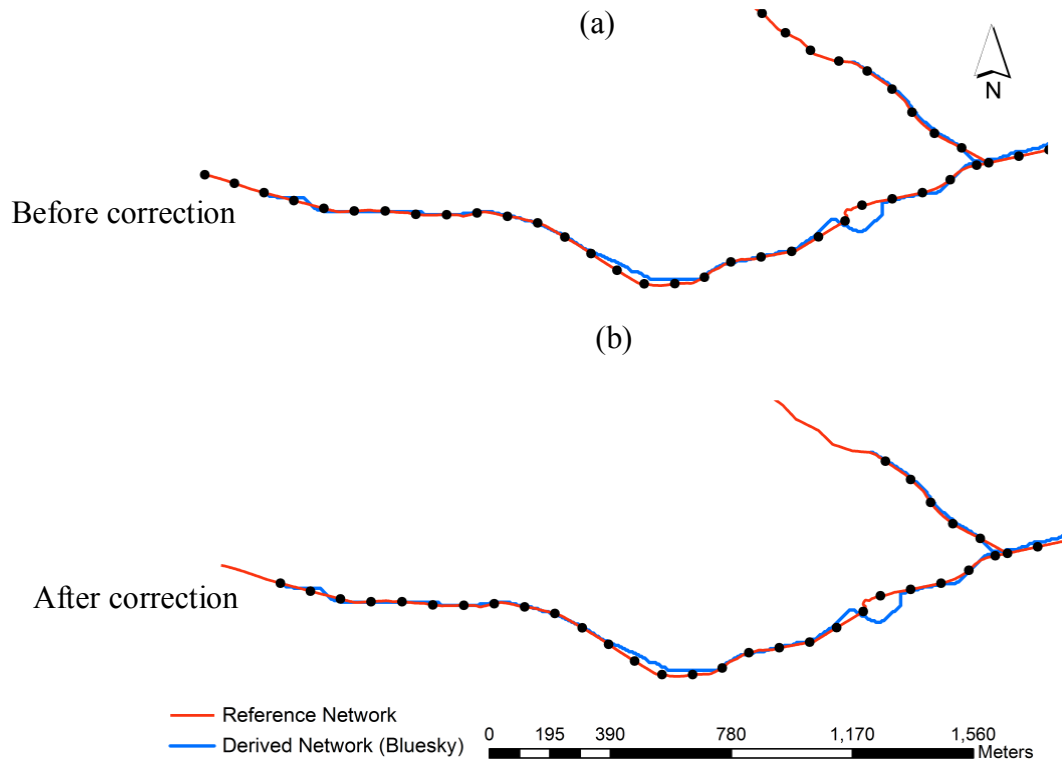 (a)
N
Before correction
(b)
After correction
Reference Network
Derived Network (Bluesky)
0 195 390 780 1,170 1,560
Meters